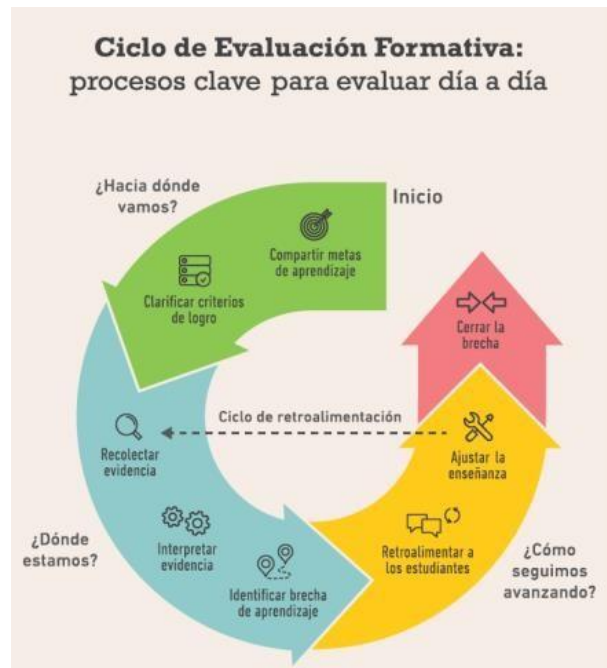 Ciclo de Evaluación Formativa:
procesos clave para evaluar día a día
¿Hacia dónde
vamos?
Inicio
Compartir metas
de aprendizaje
Clarificar criterios
de logro
Cerrar la
brecha
Ciclo de retroalimentación
Recolectar
evidencia
Ajustar la
enseñanza
¿Dónde
estamos?
Interpretar
evidencia
Identificar brecha
de aprendizaje
Retroalimentar a
los estudiantes
¿Cómo
seguimos
avanzando?